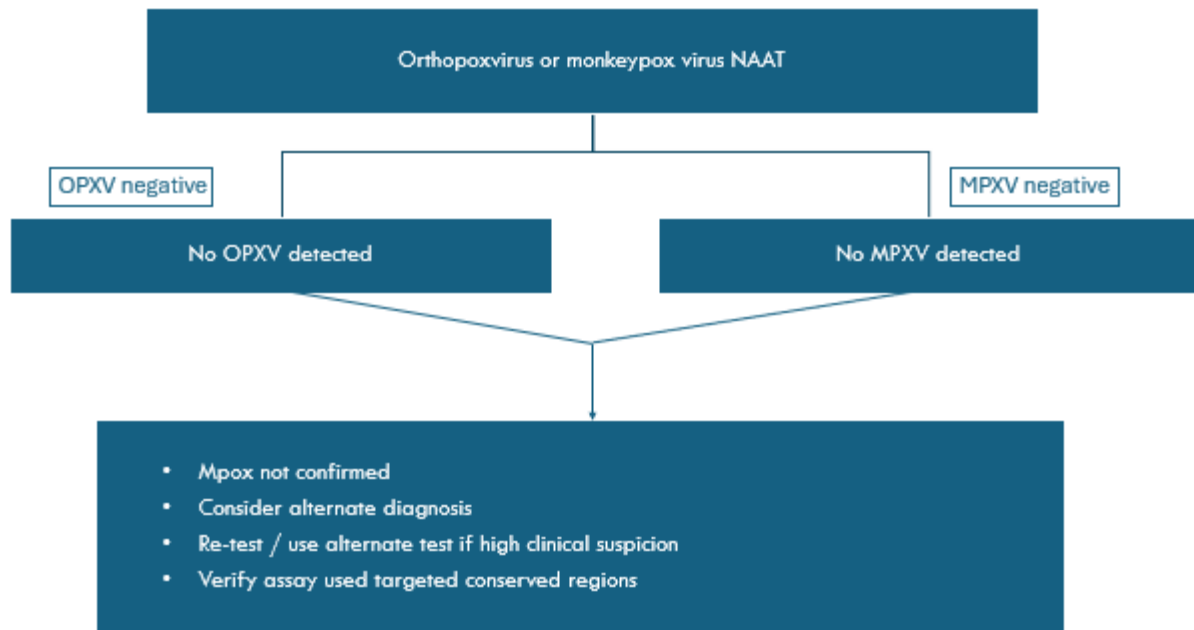 Orthopoxvirus or monkeypox virus NAAT
OPXV negative
MPXV negative
No OPXV detected
No MPXV detected
• Mpox not confirmed
• Consider alternate diagnosis
• Re-test / use alternate test if high clinical suspicion
• Verify assay used targeted conserved regions